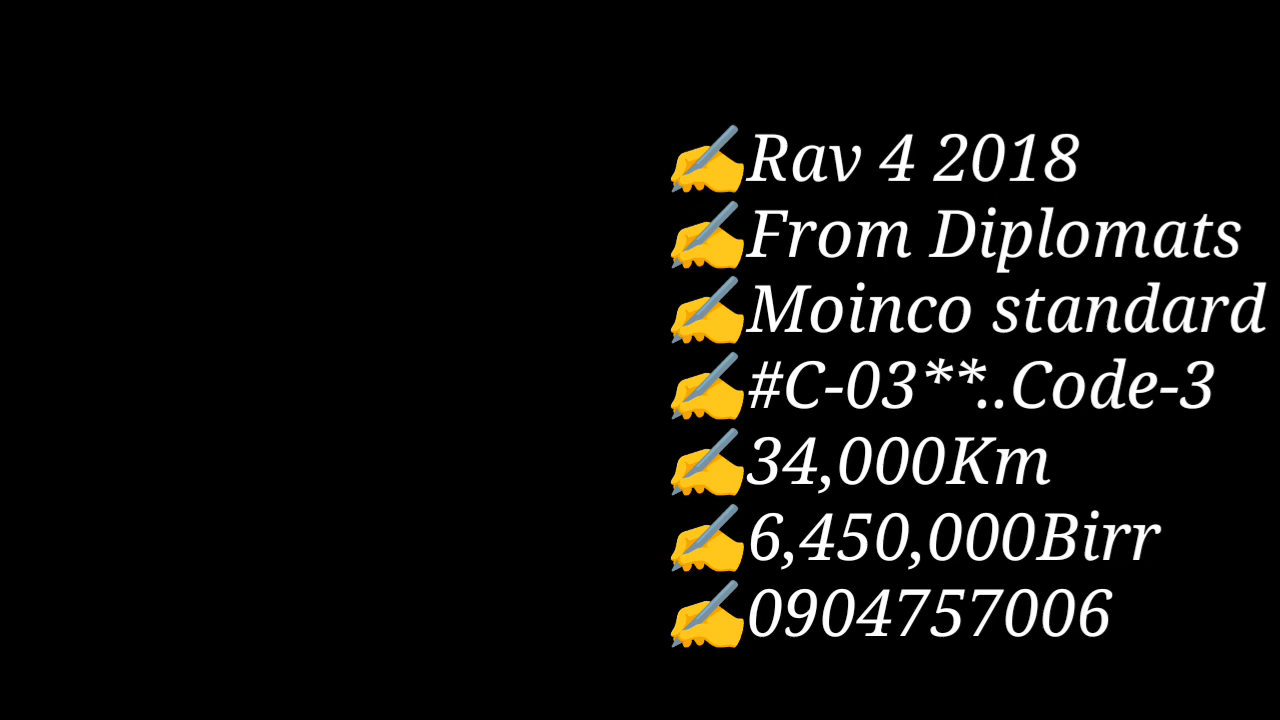 ✍️Rav 4 2018
✍️From Diplomats
✍️Moinco standard
✍️#C-03**..Code-3
✍️34,000Km
✍️6,450,000Birr
✍️0904757006